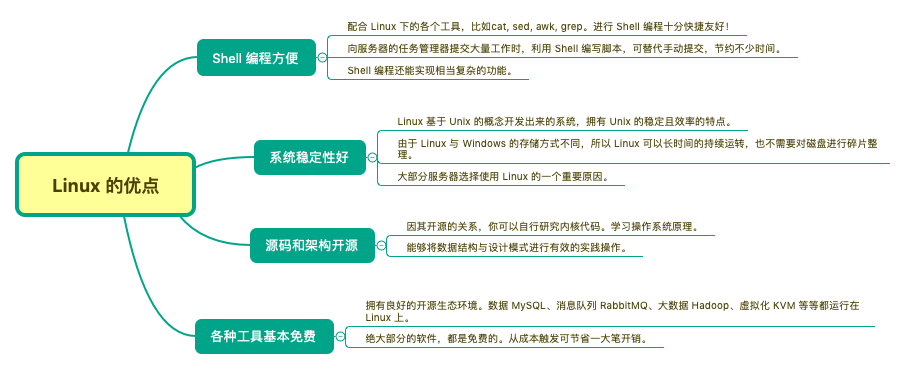 Linux 的优点
Shell 编程方便
配合 Linux 下的各个工具，比如cat, sed, awk, grep。进行 Shell 编程十分快捷友好！
向服务器的任务管理器提交大量工作时，利用 Shell 编写脚本，可替代手动提交，节约不少时间。
Shell 编程还能实现相当复杂的功能。
系统稳定性好
Linux 基于 Unix 的概念开发出来的系统，拥有 Unix 的稳定且效率的特点。
由于 Linux 与 Windows 的存储方式不同，所以 Linux 可以长时间的持续运转，也不需要对磁盘进行碎片整
理。
大部分服务器选择使用 Linux 的一个重要原因。
源码和架构开源
因其开源的关系，你可以自行研究内核代码。学习操作系统原理。
能够将数据结构与设计模式进行有效的实践操作。
各种工具基本免费
拥有良好的开源生态环境。数据 MySQL、消息队列 RabbitMQ、大数据 Hadoop、虚拟化 KVM 等等都运行在
Linux 上。
绝大部分的软件，都是免费的。从成本触发可节省一大笔开销。